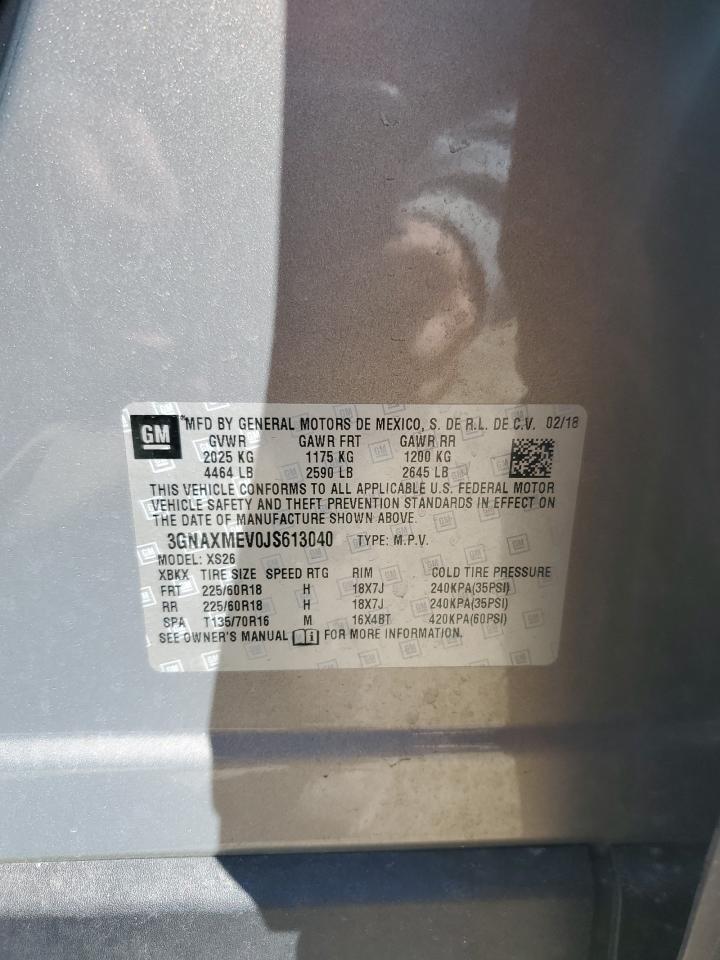 GM MFD BY GENERAL MOTORS DE MEXICO, S. DE R.L. DE C.V. 02/18
GVWR GAWR FRT GAWR RR
2025 KG 1175 KG 1200 KG
4464 LB 2590 LB 2645 LB
THIS VEHICLE CONFORMS TO ALL APPLICABLE U.S. FEDERAL MOTOR
VEHICLE SAFETY AND THEFT PREVENTION STANDARDS IN EFFECT ON
THE DATE OF MANUFACTURE SHOWN ABOVE.
3GNAXMEV0JS613040 TYPE: M.P.V.
MODEL: XS26
XBKX TIRE SIZE SPEED RTG RIM COLD TIRE PRESSURE
FRT 225/60R18 H 18X7J 240KPA(35PSI)
RR 225/60R18 H 18X7J 240KPA(35PSI)
SPA T135/70R16 M 16X4BT 420KPA(60PSI)
SEE OWNER'S MANUAL i FOR MORE INFORMATION.